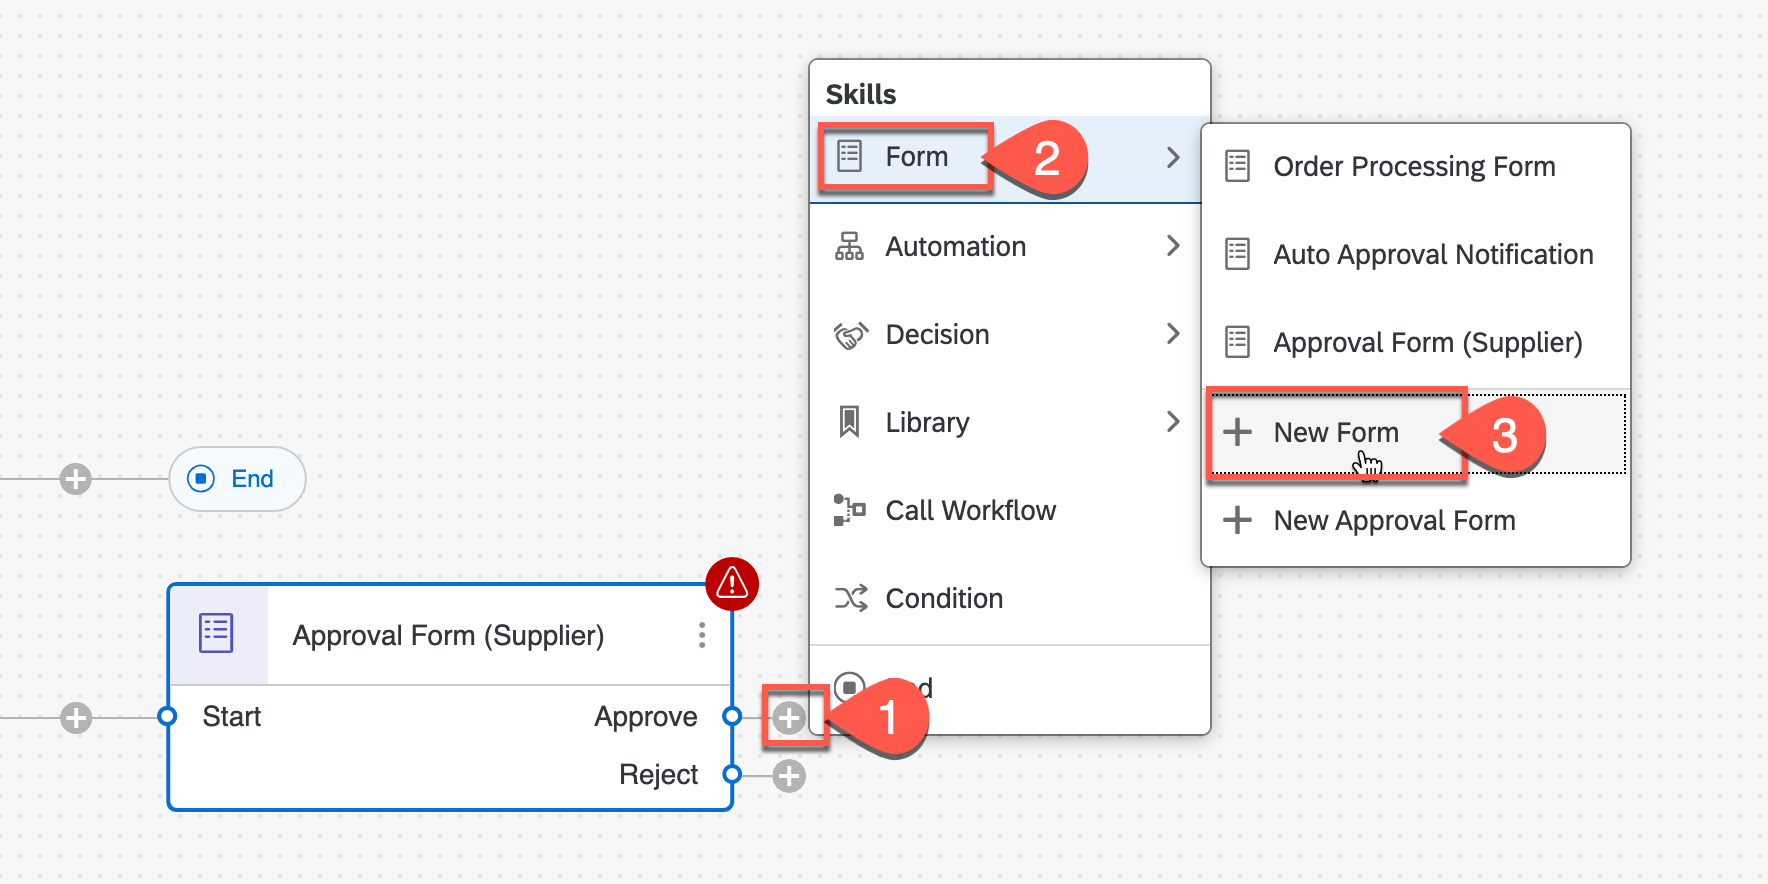 Skills
Form
2
Automation
Decision
Library
Call Workflow
Condition
Order Processing Form
Auto Approval Notification
Approval Form (Supplier)
New Form
3
New Approval Form
End
Approval Form (Supplier)
Start
Approve
1
Reject